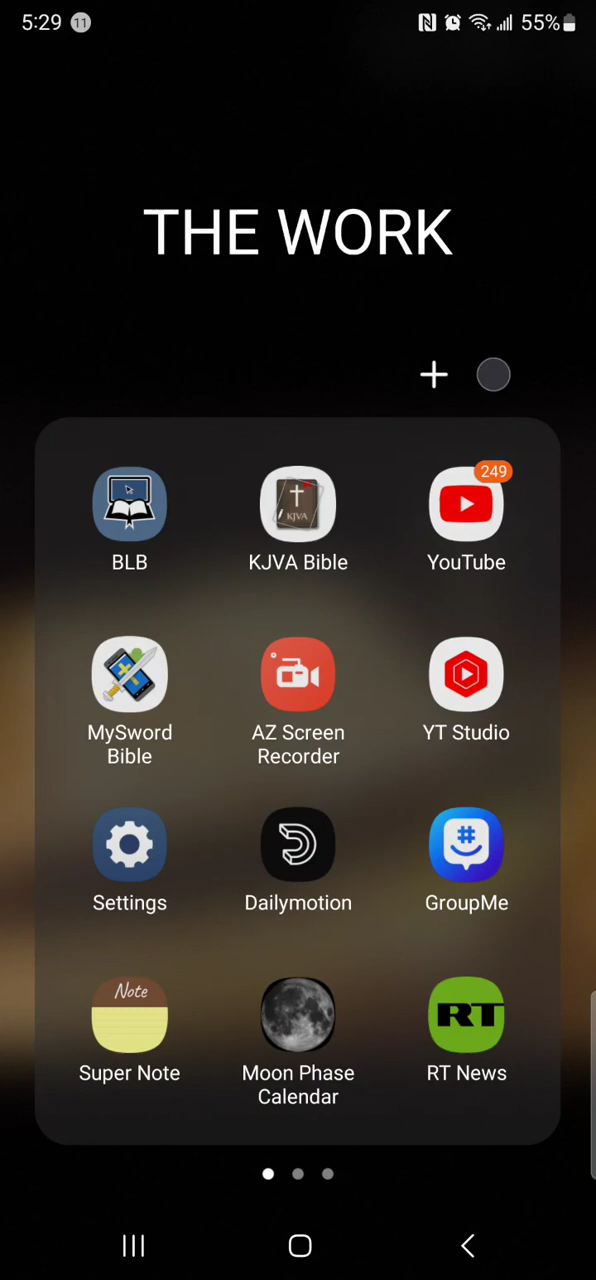 5:29 11 55%
THE WORK
249
KJVA
BLB KJVA Bible YouTube
MySword AZ Screen YT Studio
Bible Recorder
Settings Dailymotion GroupMe
Note RT
Super Note Moon Phase RT News
Calendar